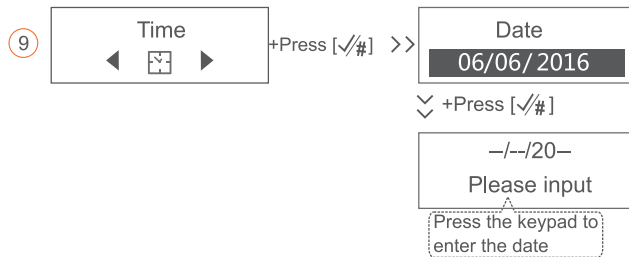 9
Time
+Press [✓/#] >>
Date
06/06/2016
+Press [✓/#]
–/--/20–
Please input
Press the keypad to
enter the date